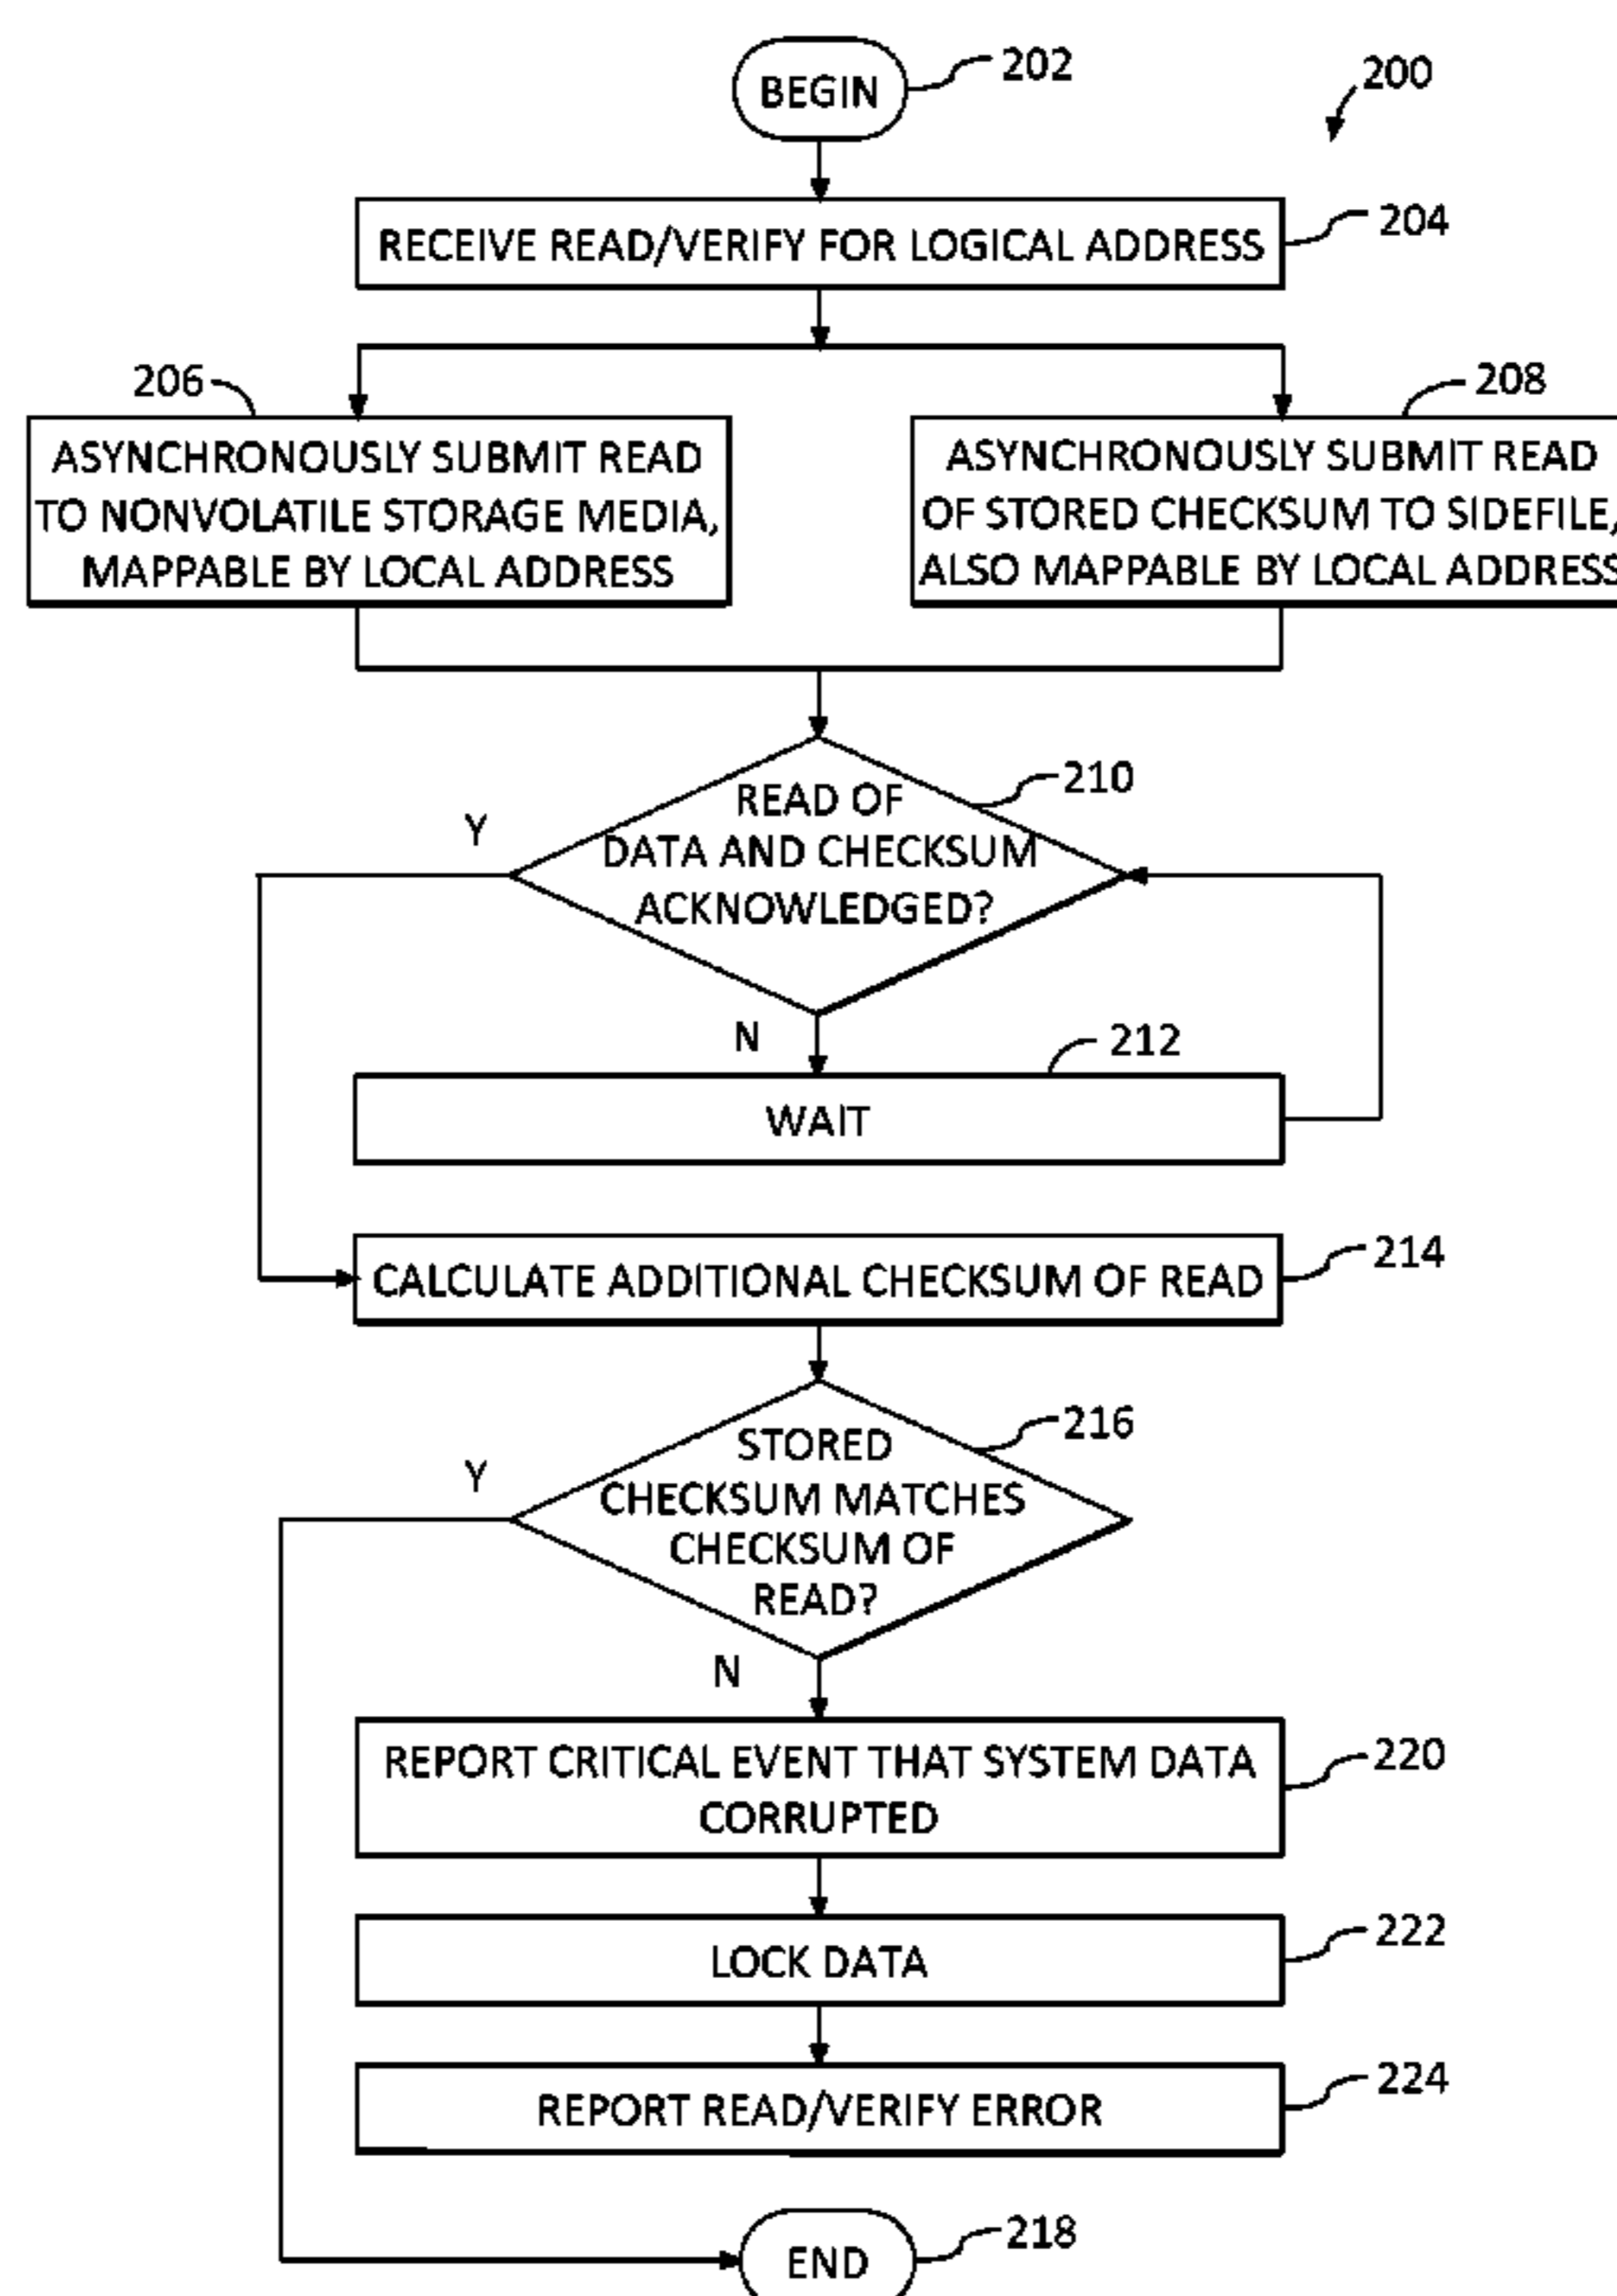 BEGIN
202
200
RECEIVE READ/VERIFY FOR LOGICAL ADDRESS
204
206
208
ASYNCHRONOUSLY SUBMIT READ
TO NONVOLATILE STORAGE MEDIA,
MAPPABLE BY LOCAL ADDRESS
ASYNCHRONOUSLY SUBMIT READ
OF STORED CHECKSUM TO SIDEFILE,
ALSO MAPPABLE BY LOCAL ADDRESS
210
Y
READ OF
DATA AND CHECKSUM
ACKNOWLEDGED?
N
212
WAIT
CALCULATE ADDITIONAL CHECKSUM OF READ
214
216
Y
STORED
CHECKSUM MATCHES
CHECKSUM OF
READ?
N
REPORT CRITICAL EVENT THAT SYSTEM DATA
CORRUPTED
220
LOCK DATA
222
REPORT READ/VERIFY ERROR
224
END
218